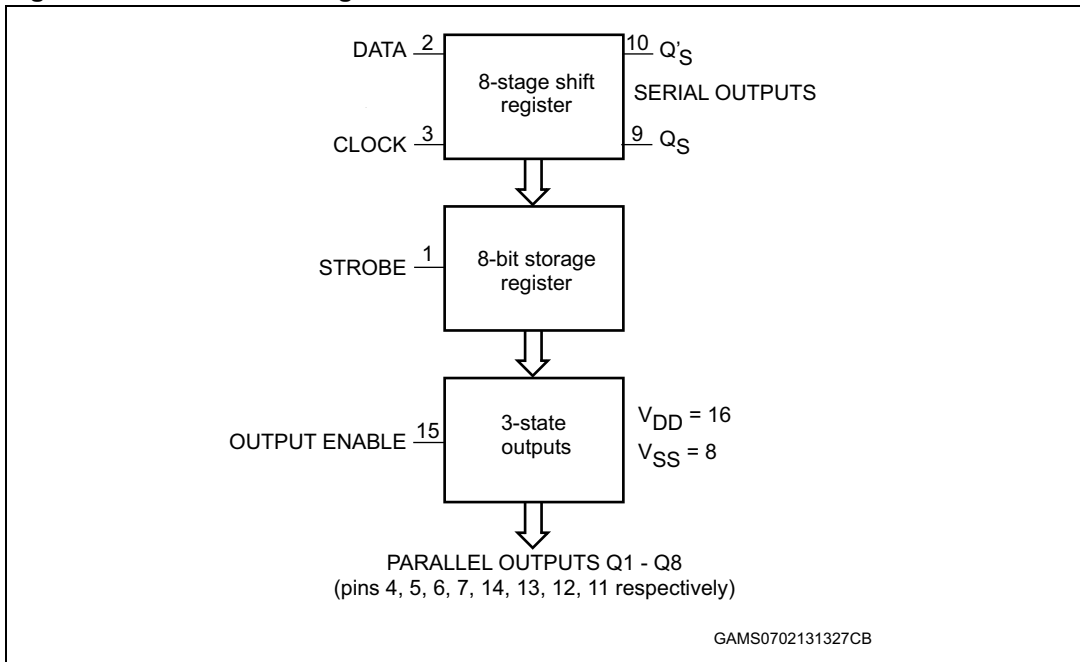 DATA 2
8-stage shift
register
10 Q'S
SERIAL OUTPUTS
CLOCK 3
9 QS
STROBE 1
8-bit storage
register
OUTPUT ENABLE 15
3-state
outputs
VDD = 16
VSS = 8
PARALLEL OUTPUTS Q1 - Q8
(pins 4, 5, 6, 7, 14, 13, 12, 11 respectively)
GAMS0702131327CB